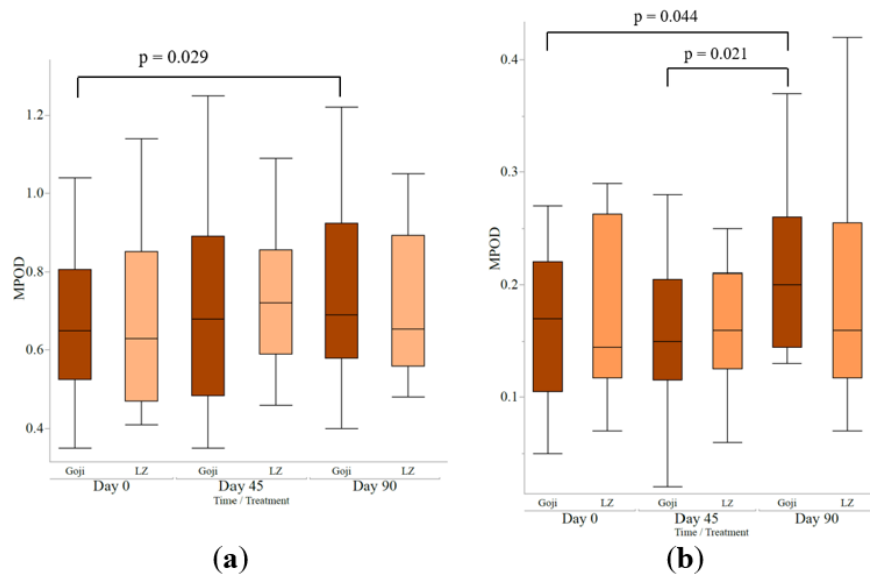 p = 0.029
MPOD
1.2
1.0
0.8
0.6
0.4
Goji LZ Goji LZ Goji LZ
Day 0 Day 45 Day 90
Time / Treatment
(a)
p = 0.044
p = 0.021
MPOD
0.4
0.3
0.2
0.1
Goji LZ Goji LZ Goji LZ
Day 0 Day 45 Day 90
Time / Treatment
(b)